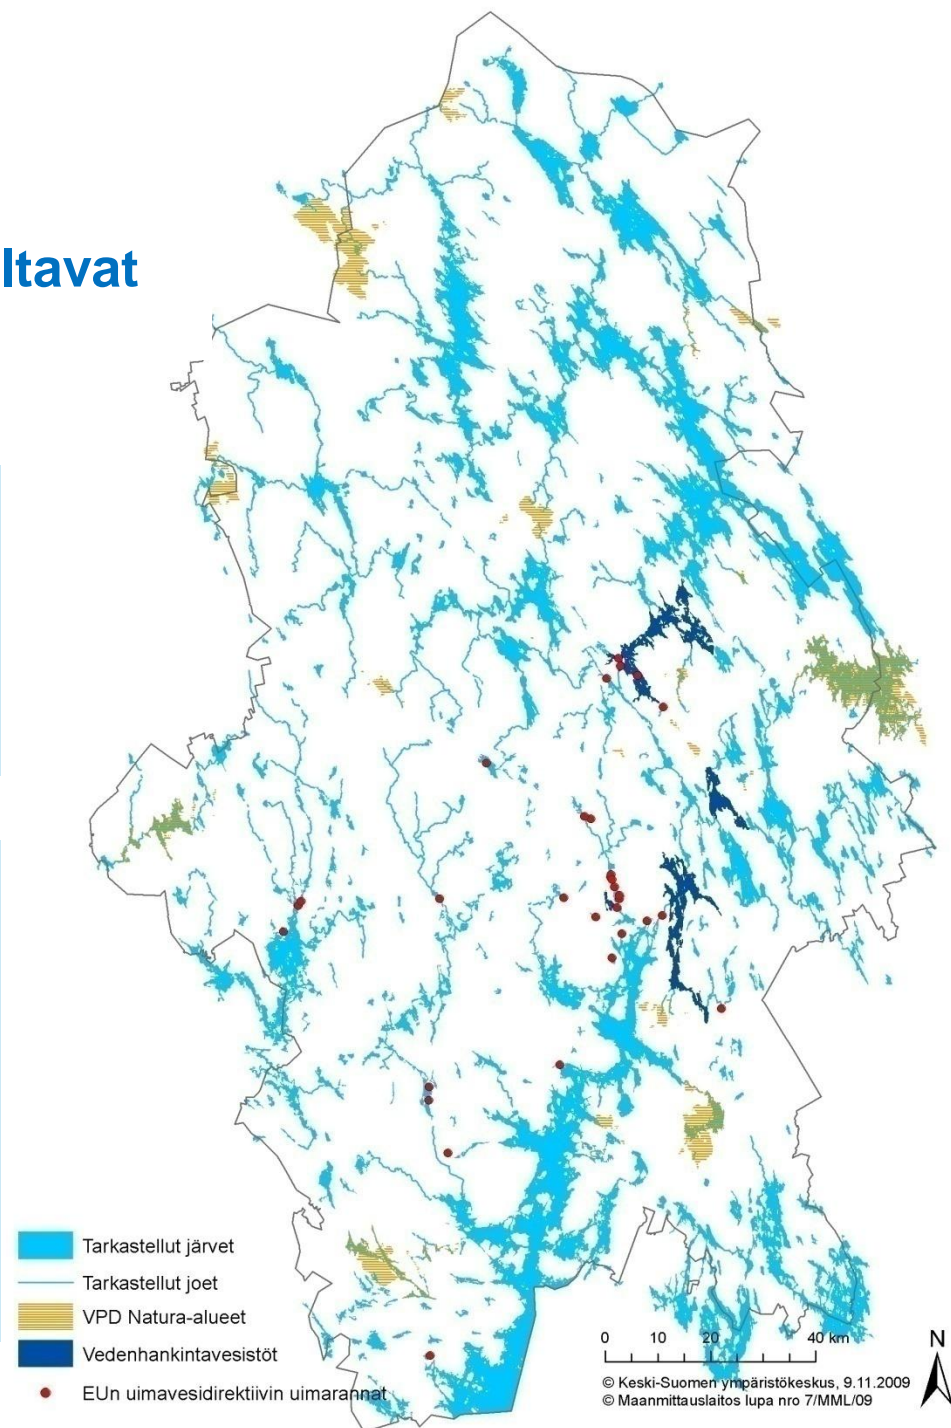 ltavat
Tarkastellut järvet
Tarkastellut joet
VPD Natura-alueet
Vedenhankintavesistöt
EUn uimavesidirektiivin uimarannat
0 10 20 40 km
N
© Keski-Suomen ympäristökeskus, 9.11.2009
© Maanmittauslaitos lupa nro 7/MML/09